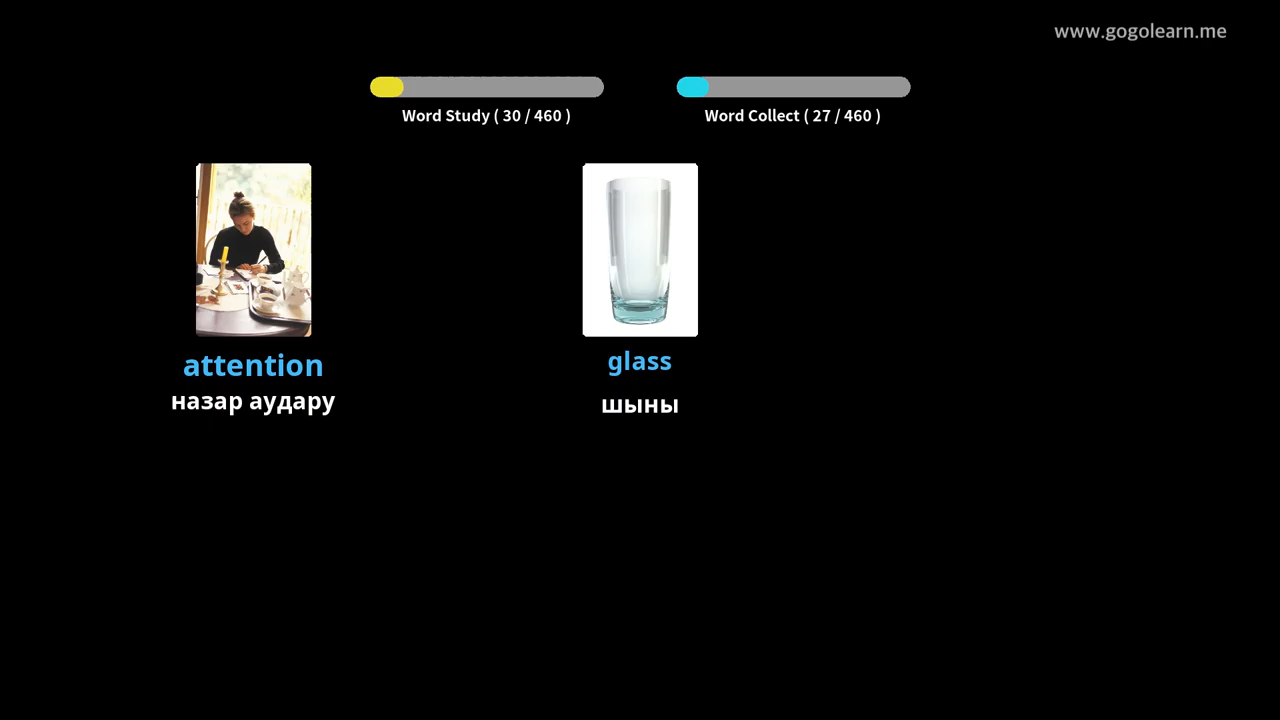 www.gogolearn.me
Word Study ( 30 / 460 )
Word Collect ( 27 / 460 )
attention
назар аудару
glass
шыны